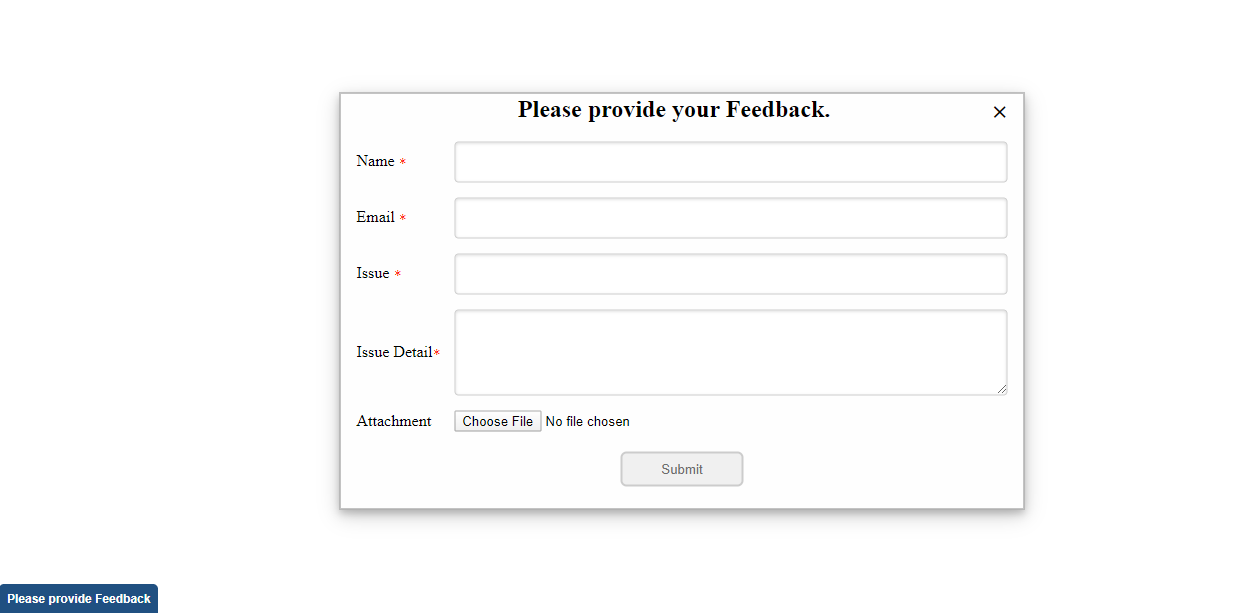 Please provide your Feedback.
×
Name *
Email *
Issue *
Issue Detail*
Attachment Choose File No file chosen
Submit
Please provide Feedback